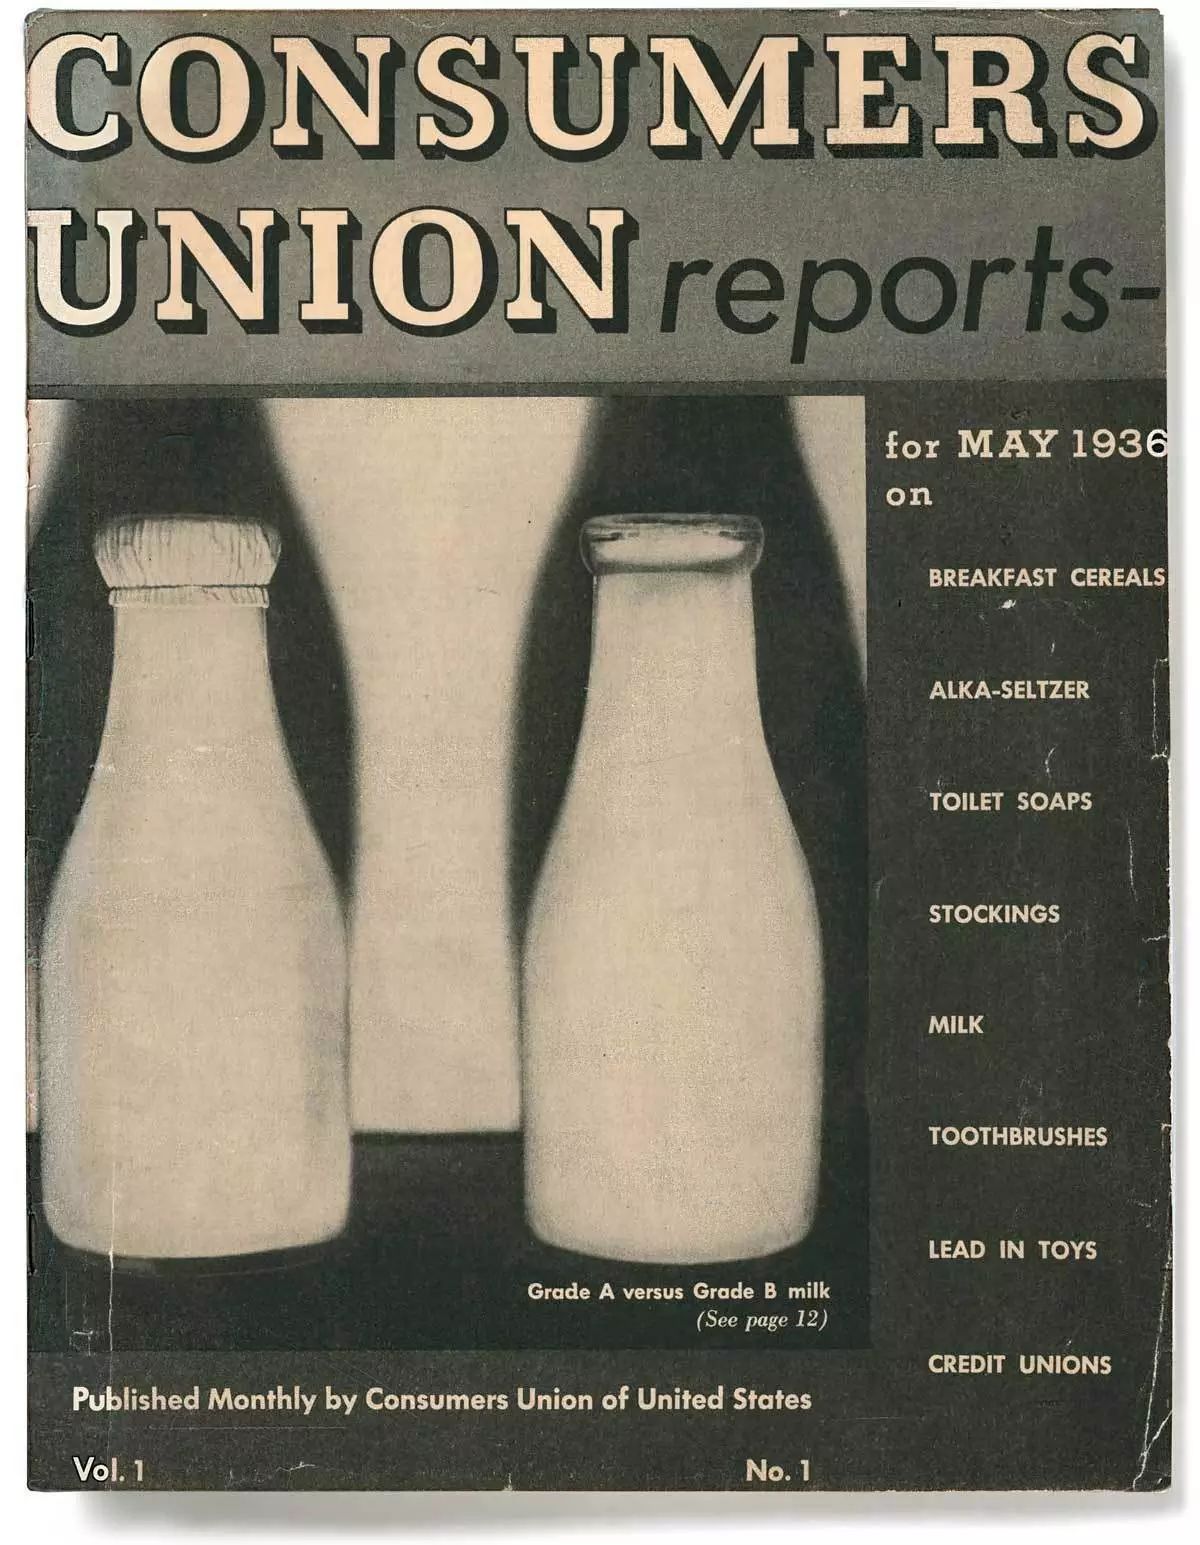 CONSUMERS
UNION reports-
for MAY 1936
on
BREAKFAST CEREALS
ALKA-SELTZER
TOILET SOAPS
STOCKINGS
MILK
TOOTHBRUSHES
LEAD IN TOYS
CREDIT UNIONS
Grade A versus Grade B milk
(See page 12)
Published Monthly by Consumers Union of United States
Vol. 1 No. 1